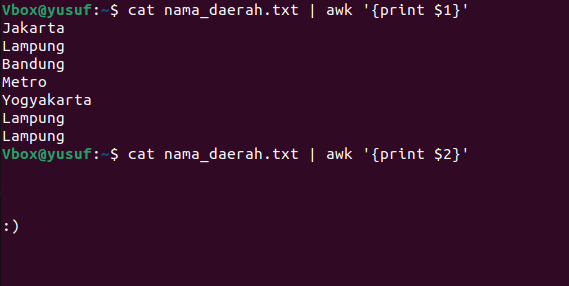 Vbox@yusuf:~$ cat nama_daerah.txt | awk '{print $1}'
Jakarta
Lampung
Bandung
Metro
Yogyakarta
Lampung
Lampung
Vbox@yusuf:~$ cat nama_daerah.txt | awk '{print $2}'
:)